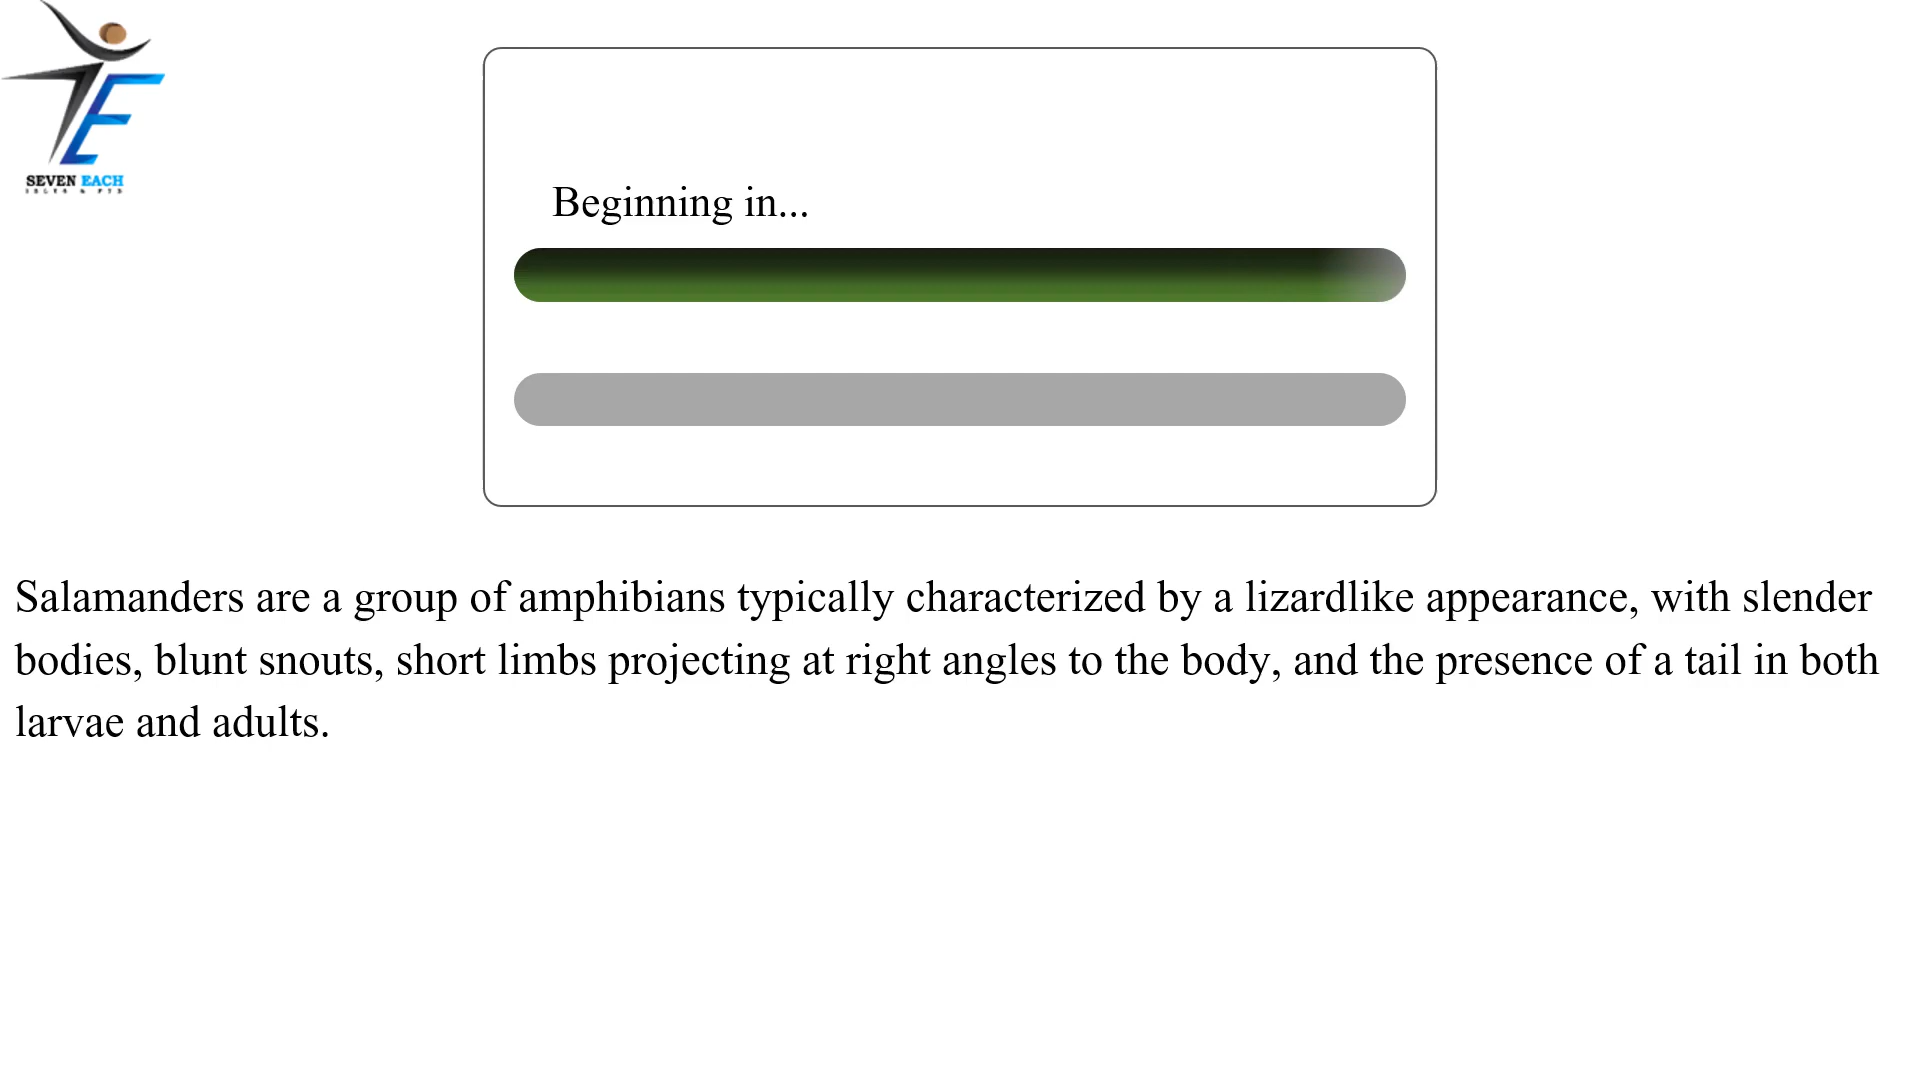 SEVEN EACH
IELTS & PTE
Beginning in...
Salamanders are a group of amphibians typically characterized by a lizardlike appearance, with slender
bodies, blunt snouts, short limbs projecting at right angles to the body, and the presence of a tail in both
larvae and adults.